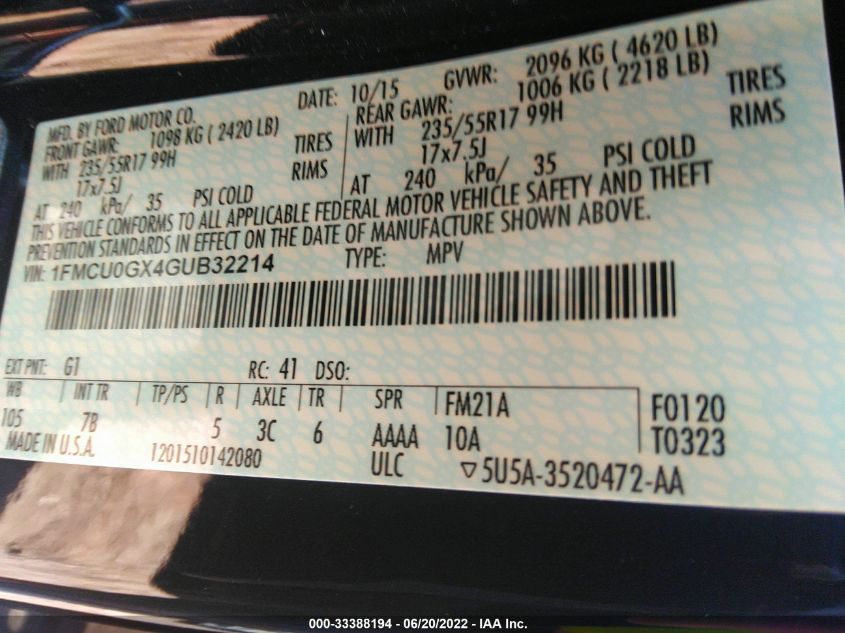 MFD. BY FORD MOTOR CO. DATE: 10/15 GVWR: 2096 KG ( 4620 LB)
FRONT GAWR: 1098 KG ( 2420 LB) REAR GAWR: 1006 KG ( 2218 LB)
WITH 235/55R17 99H TIRES WITH 235/55R17 99H TIRES
17x7.5J RIMS 17x7.5J RIMS
AT 240 kPa/ 35 PSI COLD AT 240 kPa/ 35 PSI COLD
THIS VEHICLE CONFORMS TO ALL APPLICABLE FEDERAL MOTOR VEHICLE SAFETY AND THEFT
PREVENTION STANDARDS IN EFFECT ON THE DATE OF MANUFACTURE SHOWN ABOVE.
VIN: 1FMCU0GX4GUB32214 TYPE: MPV
EXT PNT: G1 RC: 41 DSO:
WB INT TR TP/PS R AXLE TR SPR FM21A F0120
105 7B 5 3C 6 AAAA 10A T0323
MADE IN U.S.A. 1201510142080 ULC ▽5U5A-3520472-AA
000-33388194 - 06/20/2022 - IAA Inc.